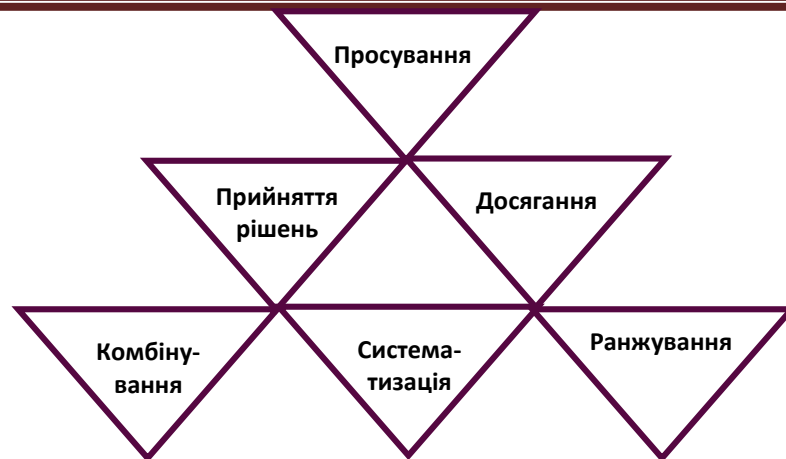 Просування
Прийняття
рішень
Досягання
Комбіну-
вання
Система-
тизація
Ранжування